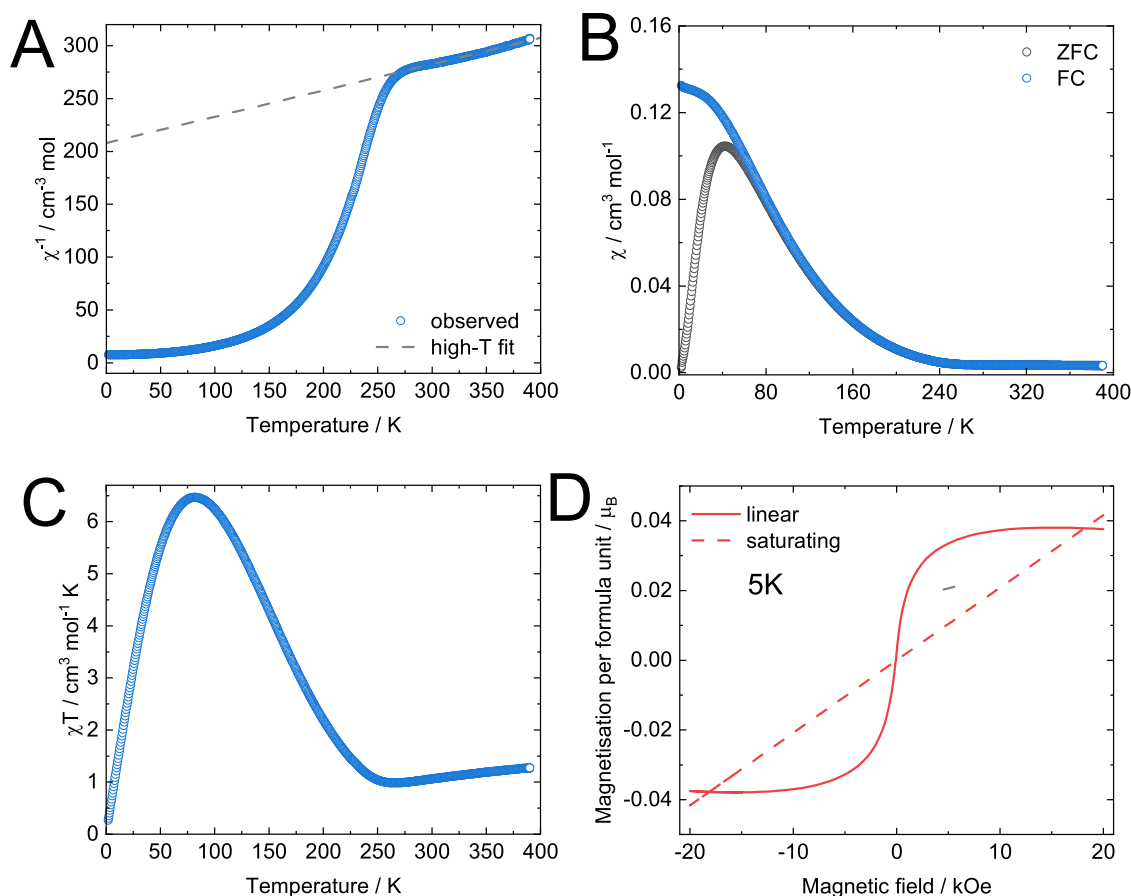 A
χ⁻¹ / cm⁻³ mol
300
250
200
150
100
50
0
0 50 100 150 200 250 300 350 400
Temperature / K
observed
high-T fit
B
χ / cm³ mol⁻¹
0.16
0.12
0.08
0.04
0.00
0 80 160 240 320 400
Temperature / K
ZFC
FC
C
χT / cm³ mol⁻¹ K
6
5
4
3
2
1
0
0 50 100 150 200 250 300 350 400
Temperature / K
D
Magnetisation per formula unit / μB
0.04
0.02
0.00
-0.02
-0.04
-20 -10 0 10 20
Magnetic field / kOe
linear
saturating
5K